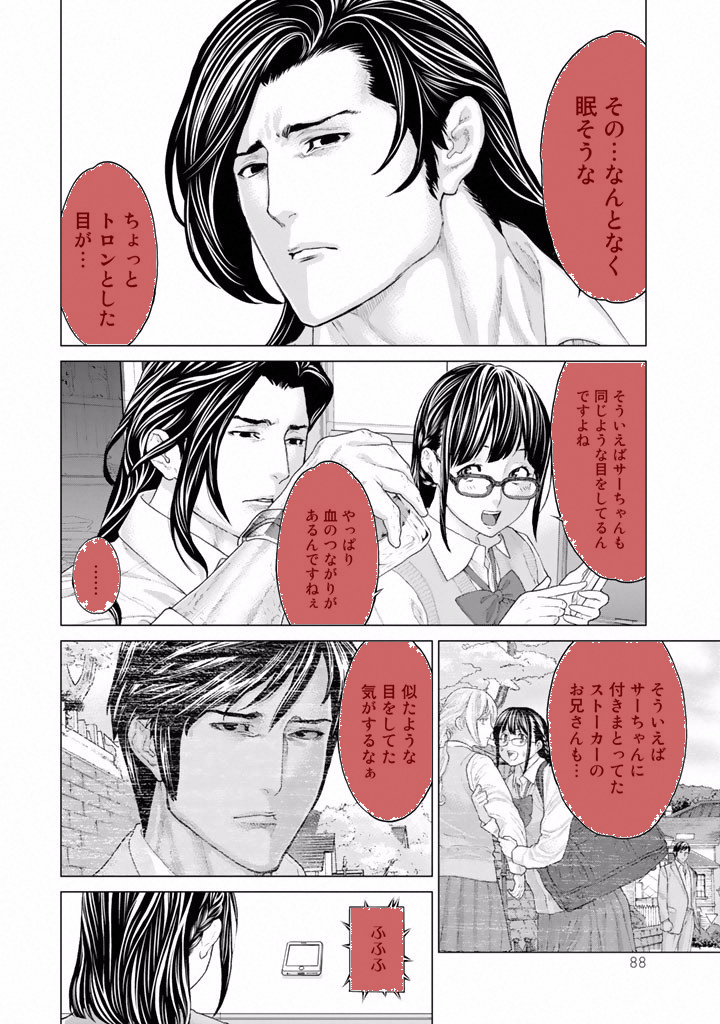 その…なんとなく
眠そうな
ちょっと
トロンとした
目が…
そういえばサーちゃんも
同じような目をしてるん
ですよね
やっぱり
血のつながりが
あるんですねぇ
……
そういえば
サーちゃんに
付きまとってた
ストーカーの
お兄さんも…
似たような
目をしてた
気がするなぁ
ふふふ
88